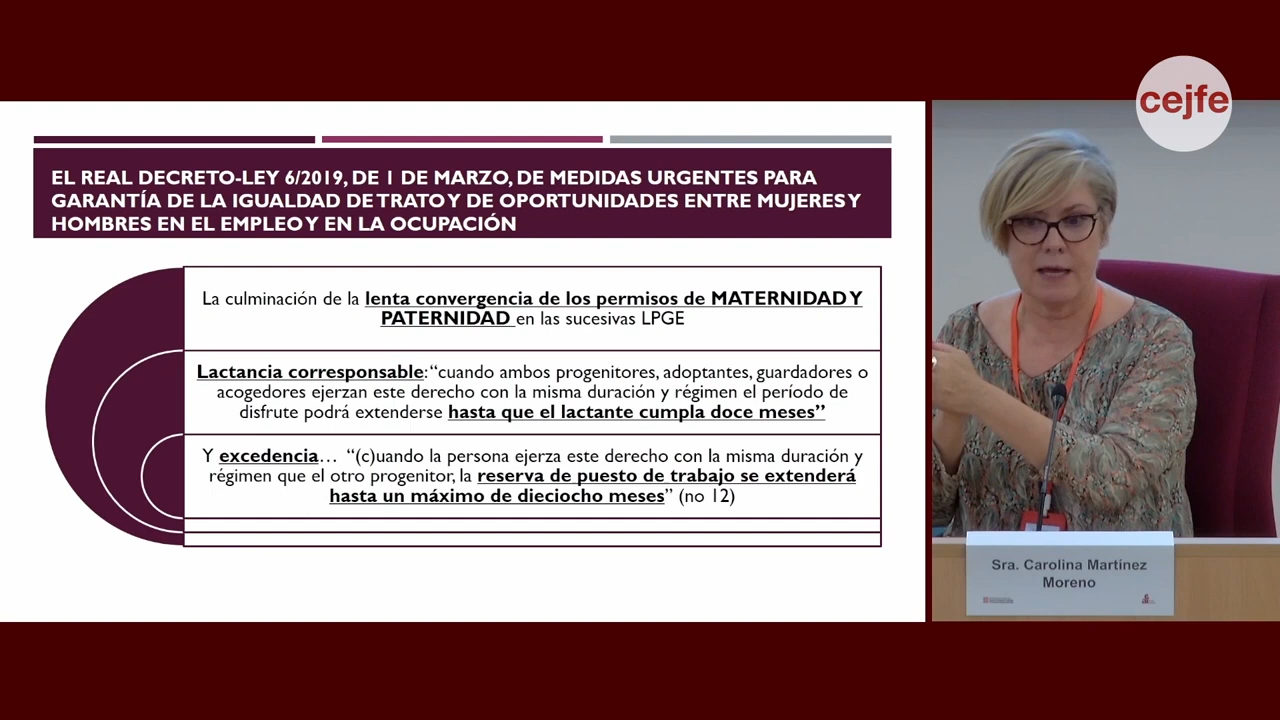 cejfe
EL REAL DECRETO-LEY 6/2019, DE 1 DE MARZO, DE MEDIDAS URGENTES PARA
GARANTÍA DE LA IGUALDAD DE TRATO Y DE OPORTUNIDADES ENTRE MUJERES Y
HOMBRES EN EL EMPLEO Y EN LA OCUPACIÓN
La culminación de la lenta convergencia de los permisos de MATERNIDAD Y
PATERNIDAD en las sucesivas LPGE
Lactancia corresponsable: “cuando ambos progenitores, adoptantes, guardadores o
acogedores ejerzan este derecho con la misma duración y régimen el período de
disfrute podrá extenderse hasta que el lactante cumpla doce meses”
Y excedencia… “(c)uando la persona ejerza este derecho con la misma duración y
régimen que el otro progenitor, la reserva de puesto de trabajo se extenderá
hasta un máximo de dieciocho meses” (no 12)
Sra. Carolina Martínez
Moreno